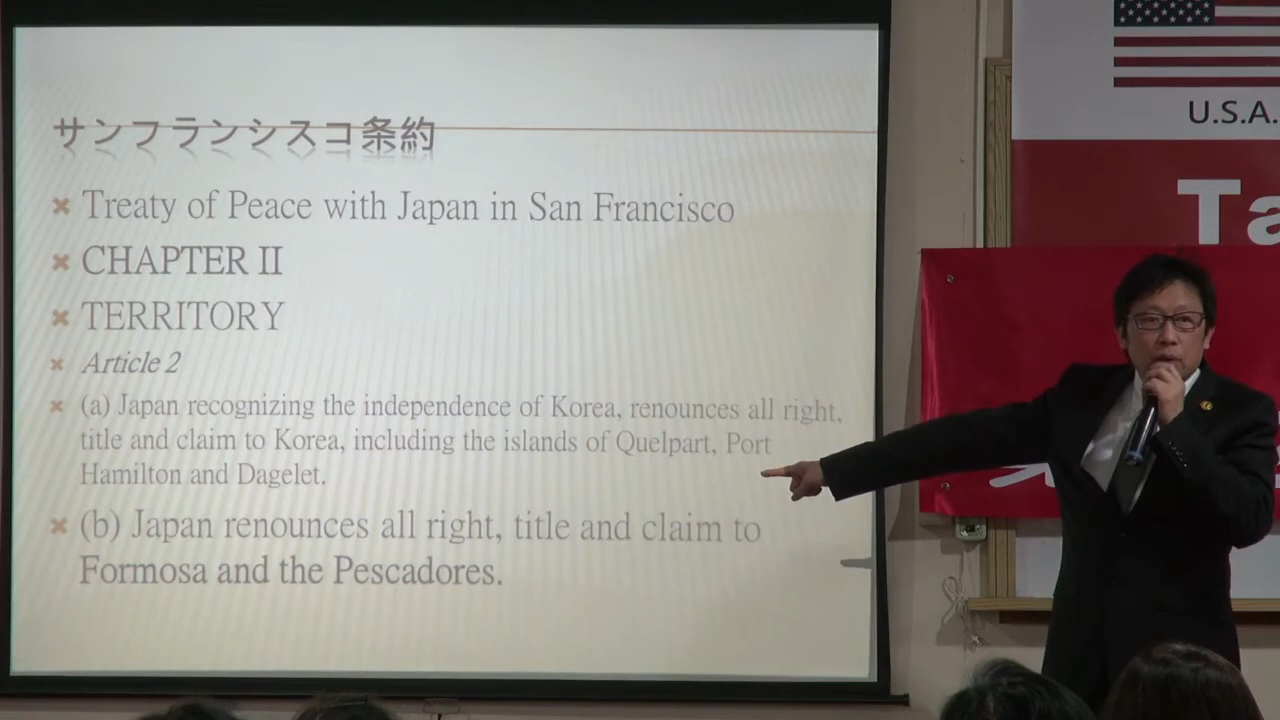 サンフランシスコ条約
Treaty of Peace with Japan in San Francisco
CHAPTER II
TERRITORY
Article 2
(a) Japan recognizing the independence of Korea, renounces all right,
title and claim to Korea, including the islands of Quelpart, Port
Hamilton and Dagelet.
(b) Japan renounces all right, title and claim to
Formosa and the Pescadores.
U.S.A.
Ta